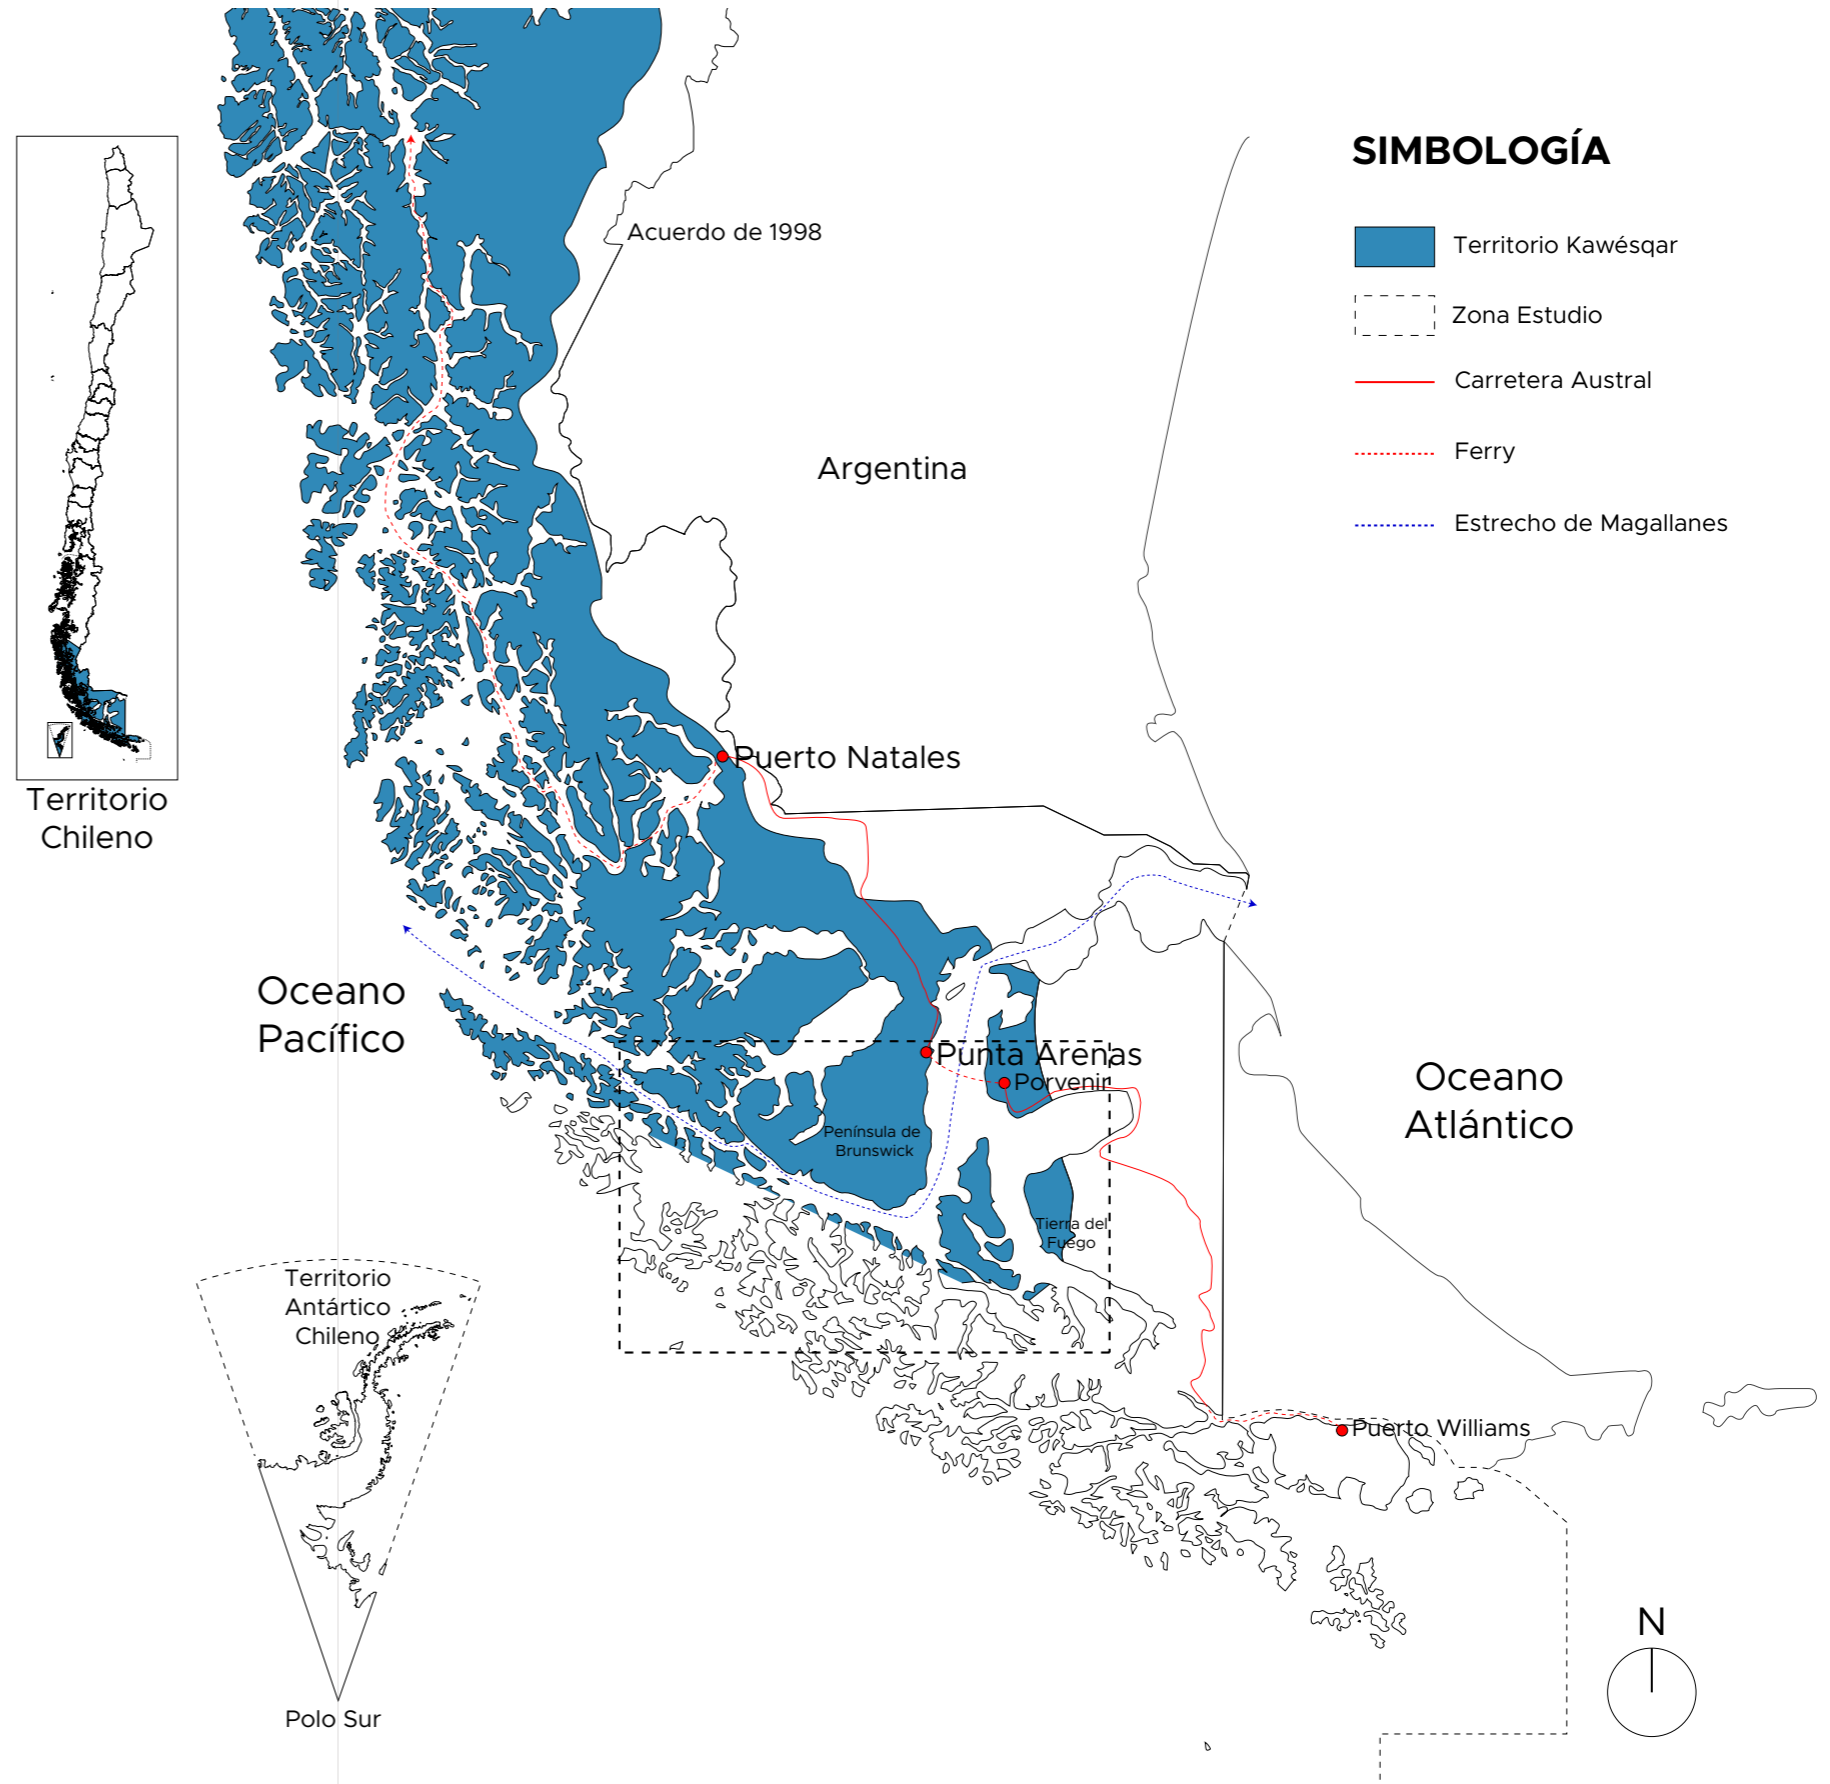 SIMBOLOGÍA
Territorio Kawésqar
Zona Estudio
Carretera Austral
Ferry
Estrecho de Magallanes
Acuerdo de 1998
Argentina
Territorio
Chileno
Puerto Natales
Oceano
Pacífico
Punta Arenas
Porvenir
Península de
Brunswick
Oceano
Atlántico
Tierra del
Fuego
Territorio
Antártico
Chileno
Puerto Williams
N
Polo Sur